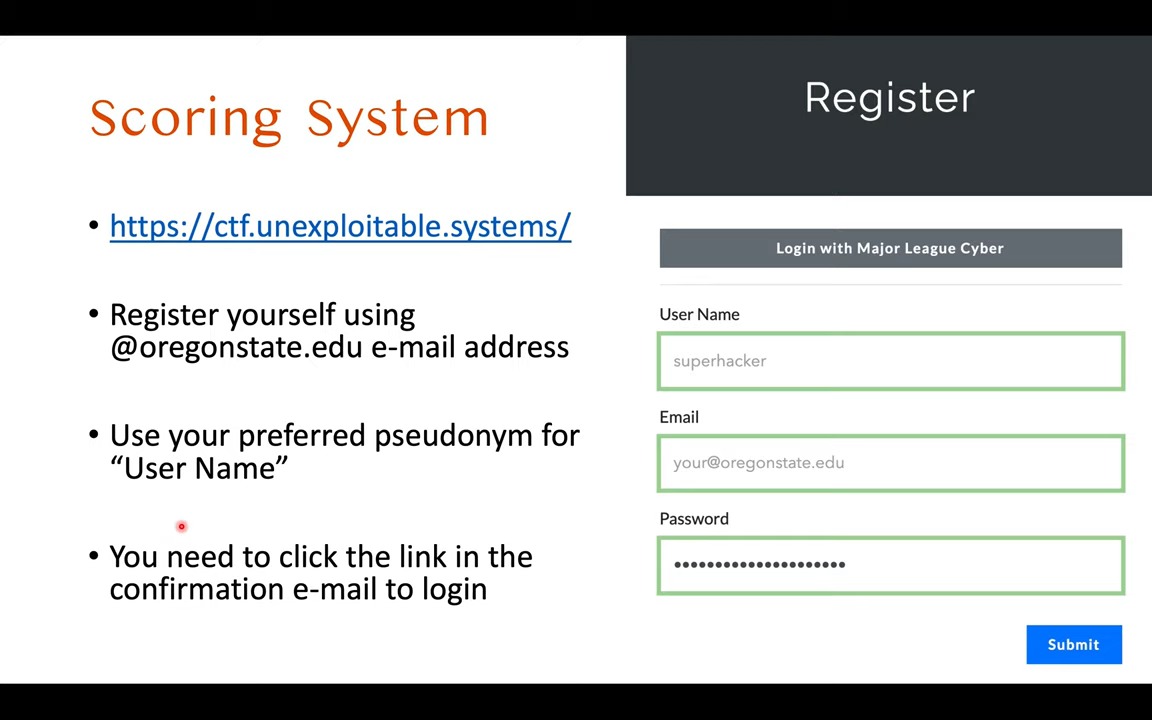 Scoring System
• https://ctf.unexploitable.systems/
• Register yourself using
@oregonstate.edu e-mail address
• Use your preferred pseudonym for
“User Name”
• You need to click the link in the
confirmation e-mail to login
Register
Login with Major League Cyber
User Name
superhacker
Email
your@oregonstate.edu
Password
•••••••••••••••••••••
Submit